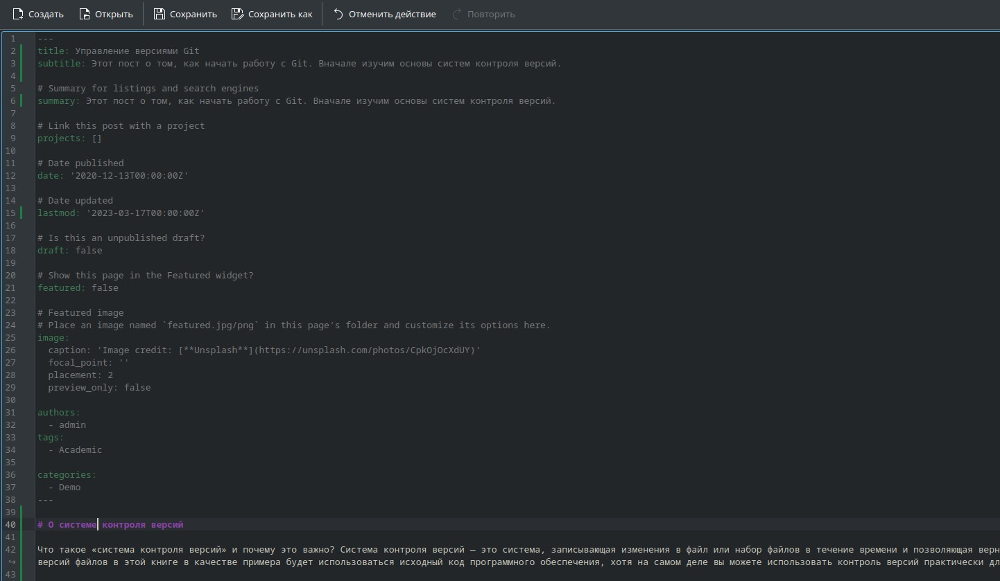 Создать Открыть Сохранить Сохранить как Отменить действие Повторить
1 ---
2 title: Управление версиями Git
3 subtitle: Этот пост о том, как начать работу с Git. Вначале изучим основы систем контроля версий.
4
5 # Summary for listings and search engines
6 summary: Этот пост о том, как начать работу с Git. Вначале изучим основы систем контроля версий.
7
8 # Link this post with a project
9 projects: []
10
11 # Date published
12 date: '2020-12-13T00:00:00Z'
13
14 # Date updated
15 lastmod: '2023-03-17T00:00:00Z'
16
17 # Is this an unpublished draft?
18 draft: false
19
20 # Show this page in the Featured widget?
21 featured: false
22
23 # Featured image
24 # Place an image named `featured.jpg/png` in this page's folder and customize its options here.
25 image:
26 caption: 'Image credit: [**Unsplash**](https://unsplash.com/photos/CpkOjOcXdUY)'
27 focal_point: ''
28 placement: 2
29 preview_only: false
30
31 authors:
32 - admin
33 tags:
34 - Academic
35
36 categories:
37 - Demo
38 ---
39
40 # О системе контроля версий
41
42 Что такое «система контроля версий» и почему это важно? Система контроля версий — это система, записывающая изменения в файл или набор файлов в течение времени и позволяющая верн
версий файлов в этой книге в качестве примера будет использоваться исходный код программного обеспечения, хотя на самом деле вы можете использовать контроль версий практически дл
43